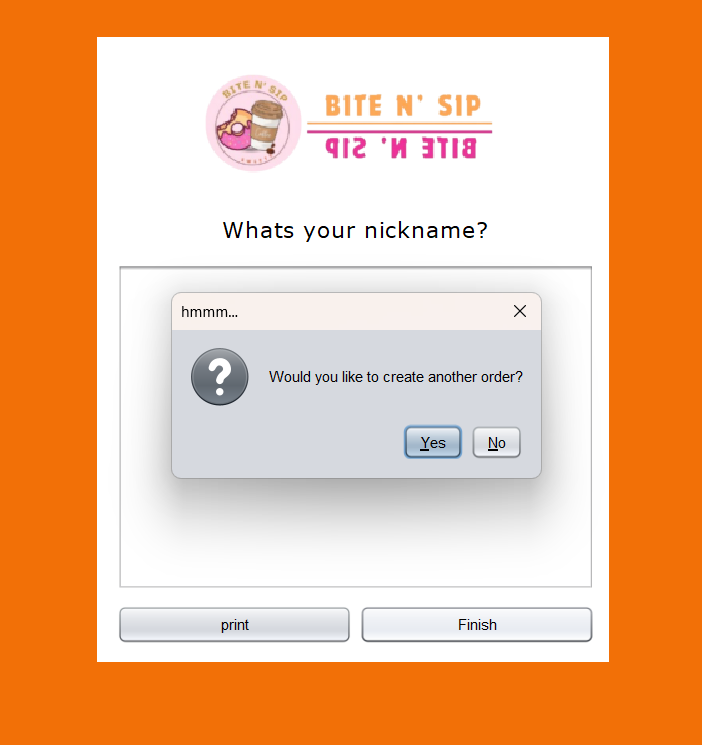 BITE N' SIP
BITE N' SIP
BITE N' SIP
Whats your nickname?
hmmm...
Would you like to create another order?
Yes
No
print
Finish